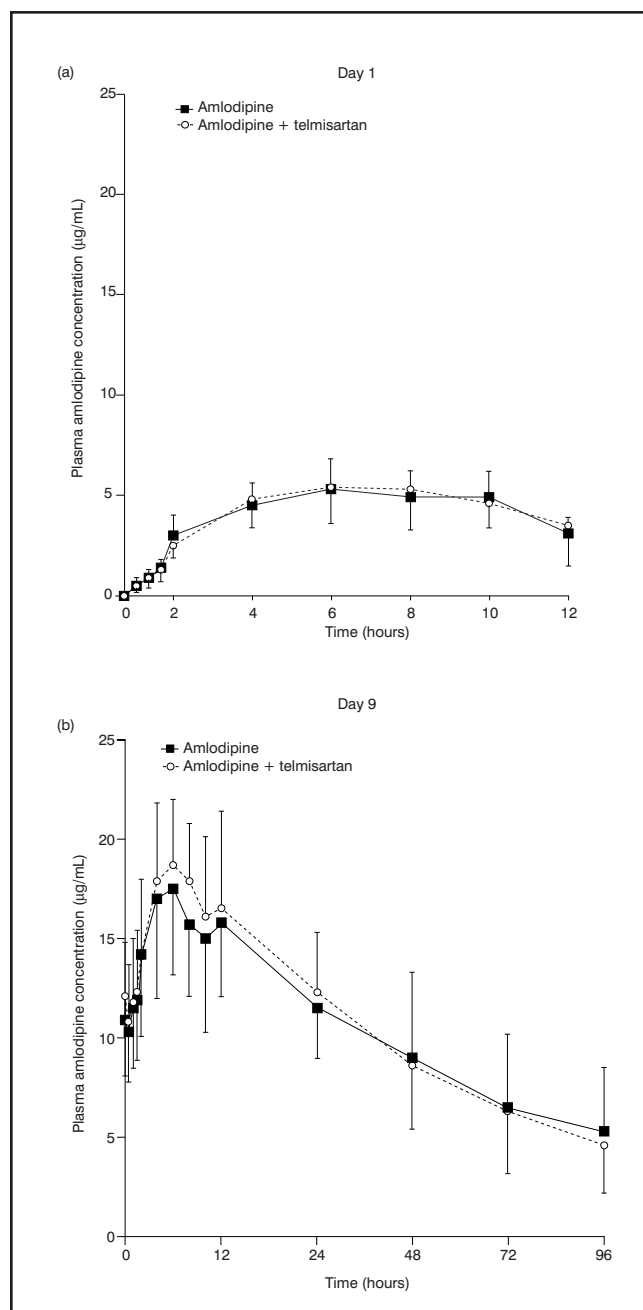 (a)
Day 1
25
20
15
10
5
0
Plasma amlodipine concentration (μg/mL)
Amlodipine
Amlodipine + telmisartan
0 2 4 6 8 10 12
Time (hours)
Day 9
(b)
25
20
15
10
5
0
Plasma amlodipine concentration (μg/mL)
Amlodipine
Amlodipine + telmisartan
0 12 24 48 72 96
Time (hours)